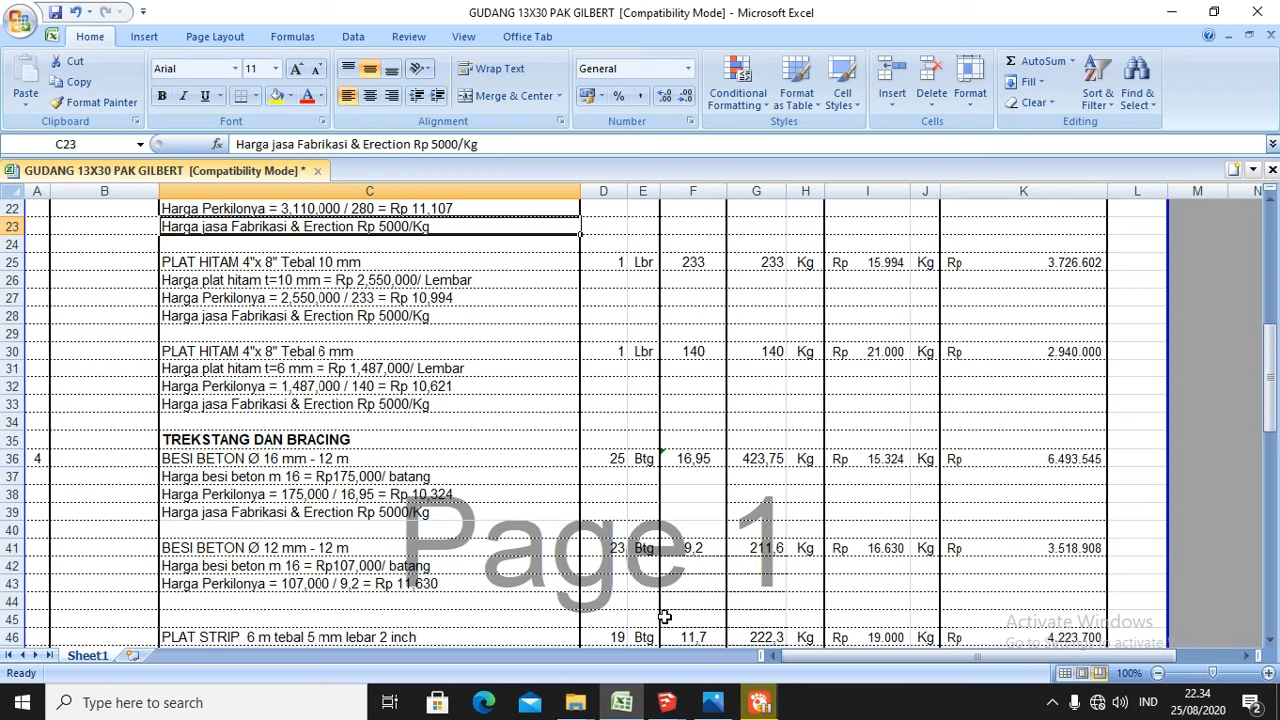 GUDANG 13X30 PAK GILBERT [Compatibility Mode] - Microsoft Excel
Home Insert Page Layout Formulas Data Review View Office Tab
Cut
Copy
Format Painter
Paste
Clipboard
Arial 11
B I U
Font
Wrap Text
Merge & Center
Alignment
General
% ,
Number
Conditional Formatting
Format as Table
Cell Styles
Styles
Insert
Delete
Format
Cells
AutoSum
Fill
Clear
Sort & Filter
Find & Select
Editing
C23 Harga jasa Fabrikasi & Erection Rp 5000/Kg
GUDANG 13X30 PAK GILBERT [Compatibility Mode] *
A B C D E F G H I J K L M N
22 Harga Perkilonya = 3,110,000 / 280 = Rp 11,107
23 Harga jasa Fabrikasi & Erection Rp 5000/Kg
24
25 PLAT HITAM 4"x 8" Tebal 10 mm 1 Lbr 233 233 Kg Rp 15.994 Kg Rp 3.726.602
26 Harga plat hitam t=10 mm = Rp 2,550,000/ Lembar
27 Harga Perkilonya = 2,550,000 / 233 = Rp 10,994
28 Harga jasa Fabrikasi & Erection Rp 5000/Kg
29
30 PLAT HITAM 4"x 8" Tebal 6 mm 1 Lbr 140 140 Kg Rp 21.000 Kg Rp 2.940.000
31 Harga plat hitam t=6 mm = Rp 1,487,000/ Lembar
32 Harga Perkilonya = 1,487,000 / 140 = Rp 10,621
33 Harga jasa Fabrikasi & Erection Rp 5000/Kg
34
35 TREKSTANG DAN BRACING
36 4 BESI BETON Ø 16 mm - 12 m 25 Btg 16,95 423,75 Kg Rp 15.324 Kg Rp 6.493.545
37 Harga besi beton m 16 = Rp175,000/ batang
38 Harga Perkilonya = 175,000 / 16,95 = Rp 10,324
39 Harga jasa Fabrikasi & Erection Rp 5000/Kg
40
41 BESI BETON Ø 12 mm - 12 m 23 Btg 9,2 211,6 Kg Rp 16.630 Kg Rp 3.518.908
42 Harga besi beton m 16 = Rp107,000/ batang
43 Harga Perkilonya = 107,000 / 9,2 = Rp 11,630
44
45
46 PLAT STRIP 6 m tebal 5 mm lebar 2 inch 19 Btg 11,7 222,3 Kg Rp 19.000 Kg Rp 4.223.700
Page 1
Activate Windows
Go to Settings to activate
Sheet1
Ready 100%
Type here to search
IND
22.34
25/08/2020
2